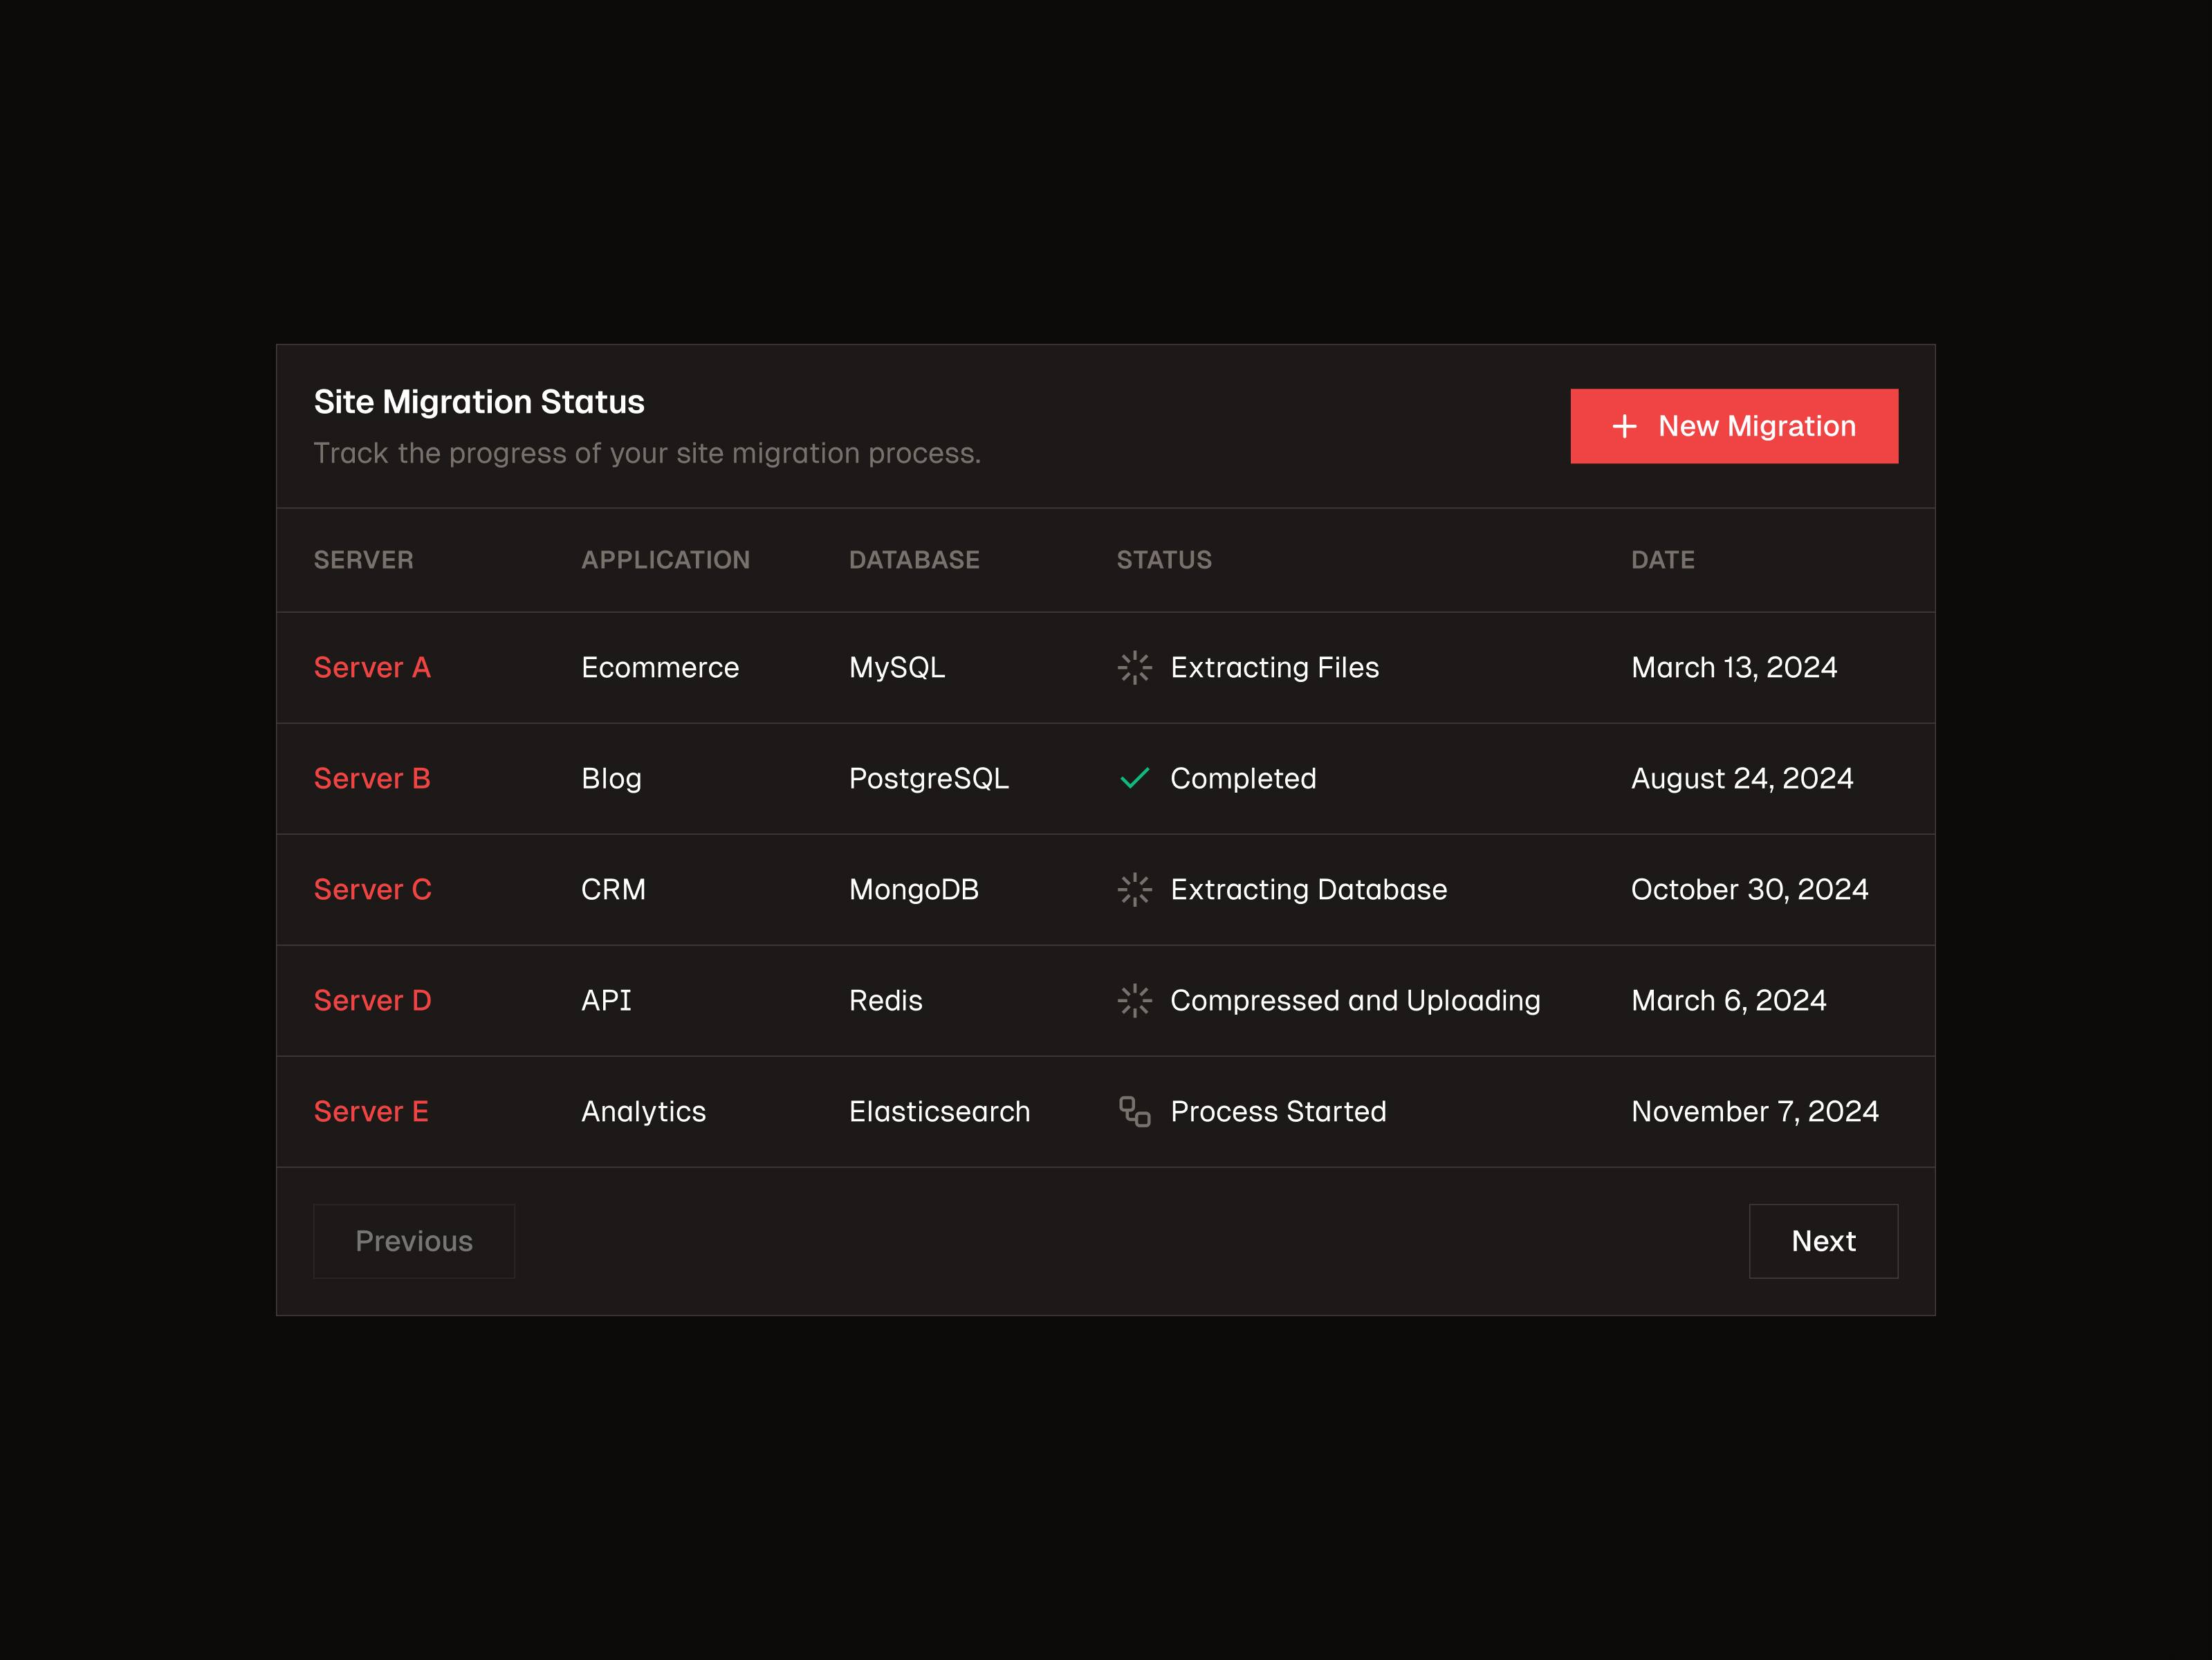 Site Migration Status
Track the progress of your site migration process.
New Migration
SERVER APPLICATION DATABASE STATUS DATE
Server A Ecommerce MySQL Extracting Files March 13, 2024
Server B Blog PostgreSQL Completed August 24, 2024
Server C CRM MongoDB Extracting Database October 30, 2024
Server D API Redis Compressed and Uploading March 6, 2024
Server E Analytics Elasticsearch Process Started November 7, 2024
Previous Next